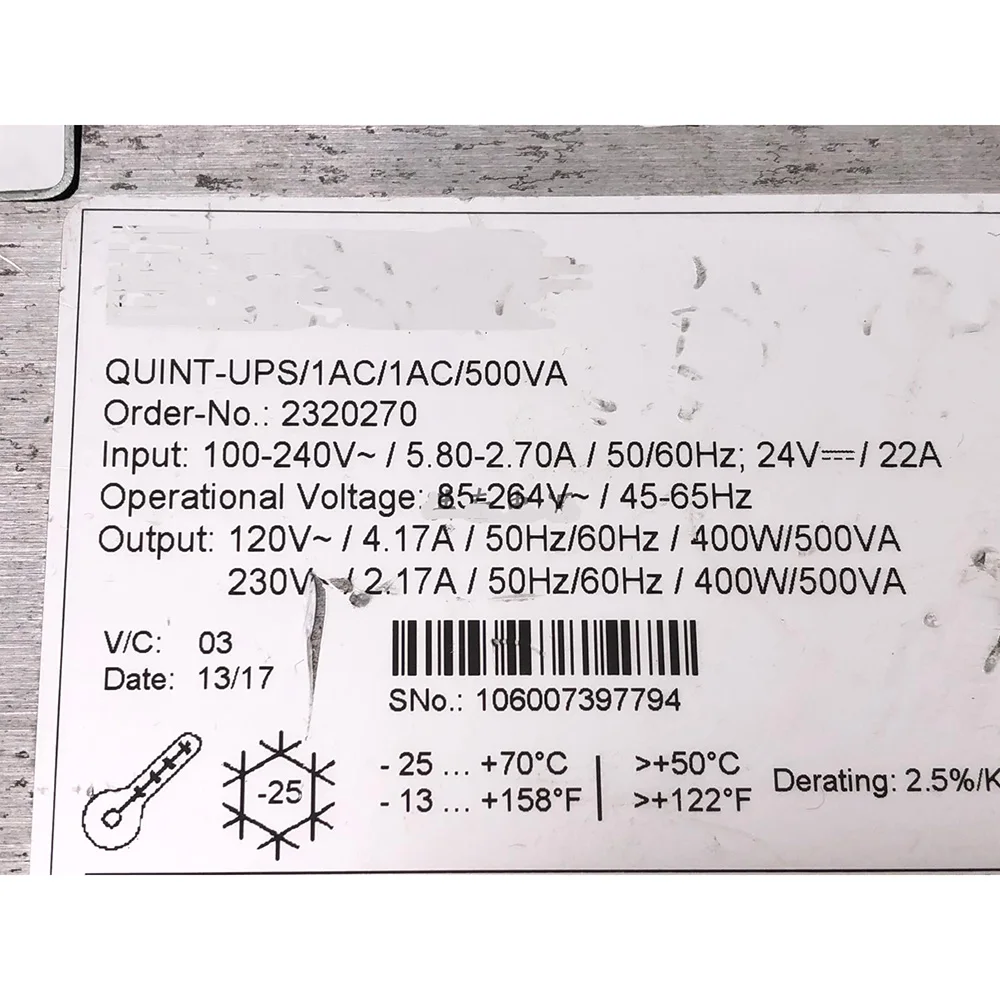 QUINT-UPS/1AC/1AC/500VA
Order-No.: 2320270
Input: 100-240V~ / 5.80-2.70A / 50/60Hz; 24V⎓/ 22A
Operational Voltage: 85-264V~ / 45-65Hz
Output: 120V~ / 4.17A / 50Hz/60Hz / 400W/500VA
230V~ / 2.17A / 50Hz/60Hz / 400W/500VA
V/C: 03
Date: 13/17
SNo.: 106007397794
-25
- 25 ... +70°C | >+50°C
- 13 ... +158°F | >+122°F
Derating: 2.5%/K